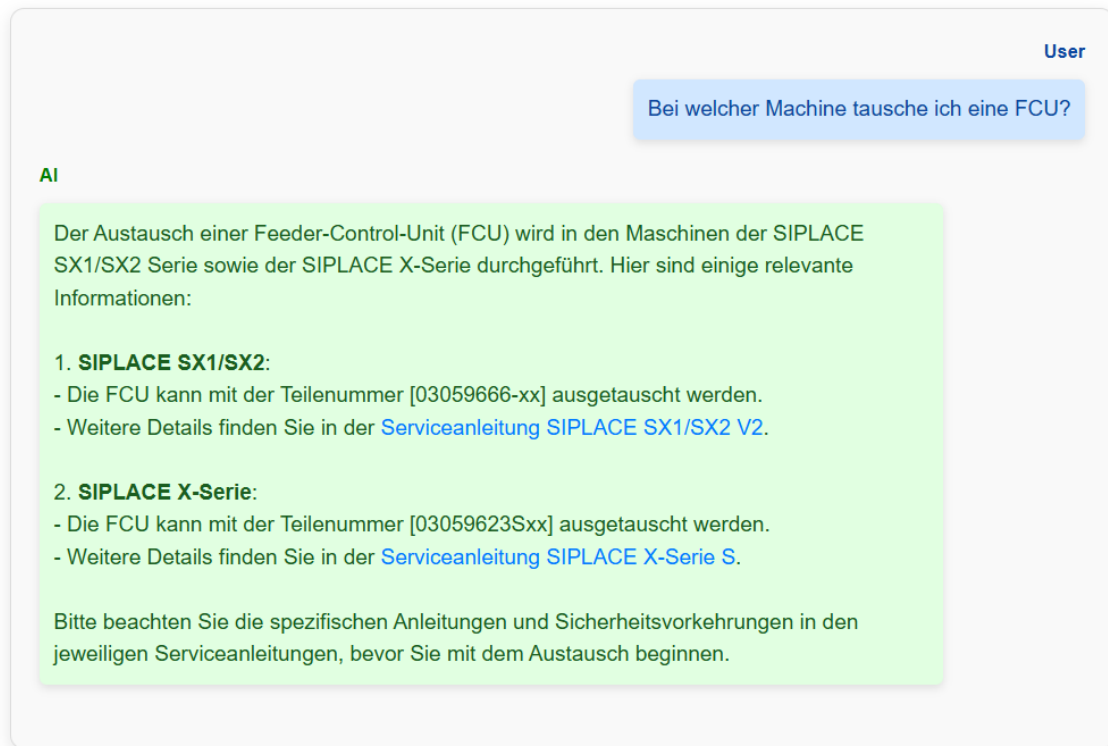 User
Bei welcher Machine tausche ich eine FCU?
AI
Der Austausch einer Feeder-Control-Unit (FCU) wird in den Maschinen der SIPLACE
SX1/SX2 Serie sowie der SIPLACE X-Serie durchgeführt. Hier sind einige relevante
Informationen:
1. SIPLACE SX1/SX2:
- Die FCU kann mit der Teilenummer [03059666-xx] ausgetauscht werden.
- Weitere Details finden Sie in der Serviceanleitung SIPLACE SX1/SX2 V2.
2. SIPLACE X-Serie:
- Die FCU kann mit der Teilenummer [03059623Sxx] ausgetauscht werden.
- Weitere Details finden Sie in der Serviceanleitung SIPLACE X-Serie S.
Bitte beachten Sie die spezifischen Anleitungen und Sicherheitsvorkehrungen in den
jeweiligen Serviceanleitungen, bevor Sie mit dem Austausch beginnen.